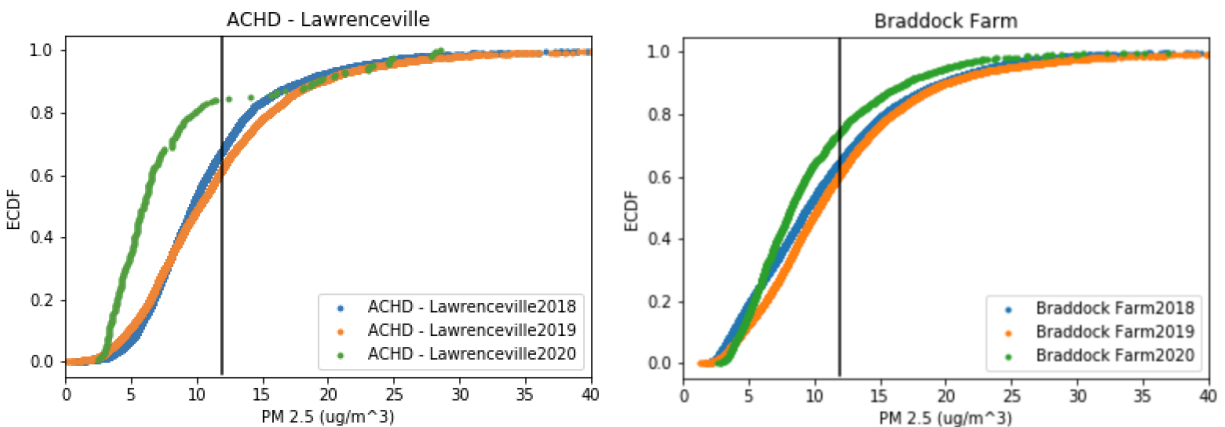 ACHD - Lawrenceville
ECDF
1.0
0.8
0.6
0.4
0.2
0.0
ACHD - Lawrenceville2018
ACHD - Lawrenceville2019
ACHD - Lawrenceville2020
0 5 10 15 20 25 30 35 40
PM 2.5 (ug/m^3)
Braddock Farm
ECDF
1.0
0.8
0.6
0.4
0.2
0.0
Braddock Farm2018
Braddock Farm2019
Braddock Farm2020
0 5 10 15 20 25 30 35 40
PM 2.5 (ug/m^3)